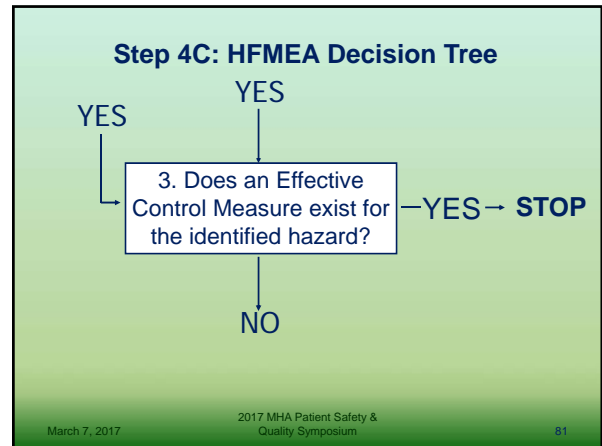 Step 4C: HFMEA Decision Tree
YES
YES
3. Does an Effective
Control Measure exist for
the identified hazard?
YES
STOP
NO
March 7, 2017
2017 MHA Patient Safety &
Quality Symposium
81